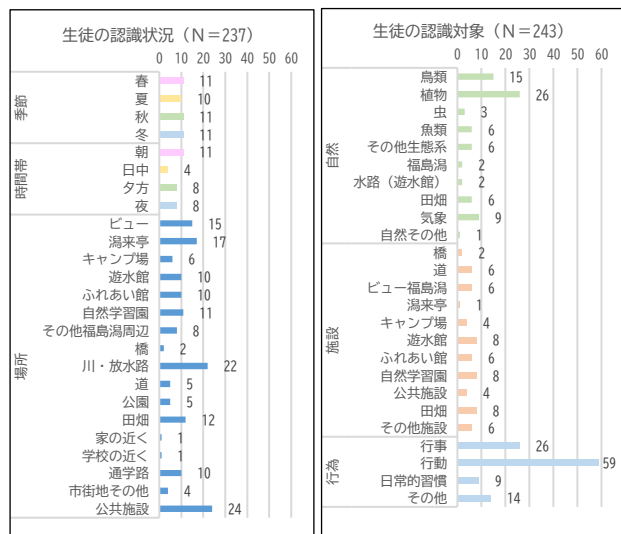 生徒の認識状況（N＝237）
0 10 20 30 40 50 60
季節
春 11
夏 10
秋 11
冬 11
時間帯
朝 11
日中 4
夕方 8
夜 8
場所
ビュー 15
潟来亭 17
キャンプ場 6
遊水館 10
ふれあい館 10
自然学習園 11
その他福島潟周辺 8
橋 2
川・放水路 22
道 5
公園 5
田畑 12
家の近く 1
学校の近く 1
通学路 10
市街地その他 4
公共施設 24
生徒の認識対象（N＝243）
0 10 20 30 40 50 60
自然
鳥類 15
植物 26
虫 3
魚類 6
その他生態系 6
福島潟 2
水路（遊水館） 2
田畑 6
気象 9
自然その他 1
施設
橋 2
道 6
ビュー福島潟 6
潟来亭 1
キャンプ場 4
遊水館 8
ふれあい館 6
自然学習園 8
公共施設 4
田畑 8
その他施設 6
行為
行事 26
行動 59
日常的習慣 9
その他 14